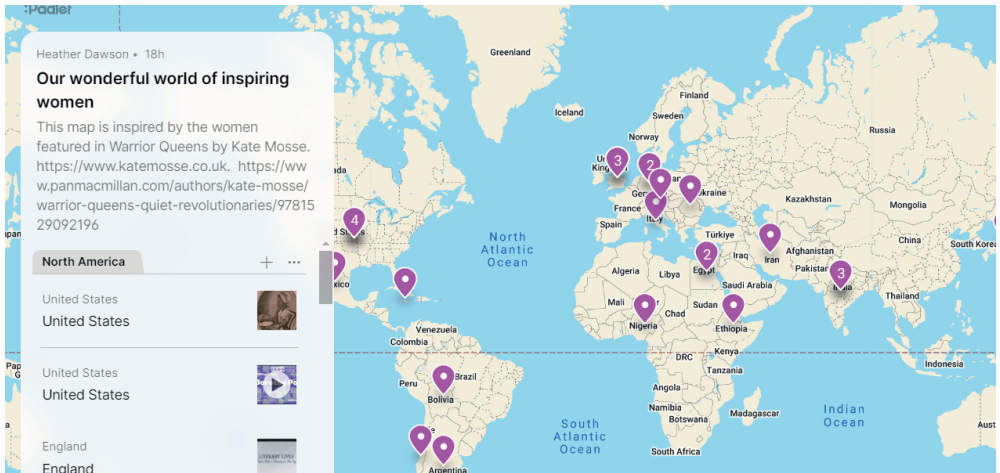 :Padlet
Heather Dawson • 18h
Our wonderful world of inspiring
women
This map is inspired by the women
featured in Warrior Queens by Kate Mosse.
https://www.katemosse.co.uk. https://ww
w.panmacmillan.com/authors/kate-mosse/
warrior-queens-quiet-revolutionaries/97815
29092196
North America
United States
United States
United States
United States
England
England
LITERARY LIVES
Greenland
Iceland
Finland
Sweden
Norway
Russia
3
2
4
France
Spain
Italy
Ukraine
Kazakhstan
Mongolia
Türkiye
China
South Korea
North
Atlantic
Ocean
Algeria
Libya
2
Egypt
Iraq
Iran
Afghanistan
Pakistan
3
India
Saudi Arabia
Mali
Chad
Sudan
Thailand
Nigeria
Ethiopia
Venezuela
Colombia
DRC
Kenya
Tanzania
Indonesia
Peru
Brazil
Bolivia
Angola
Namibia
Botswana
Madagascar
South
Atlantic
Ocean
Indian
Ocean
South Africa
Argentina